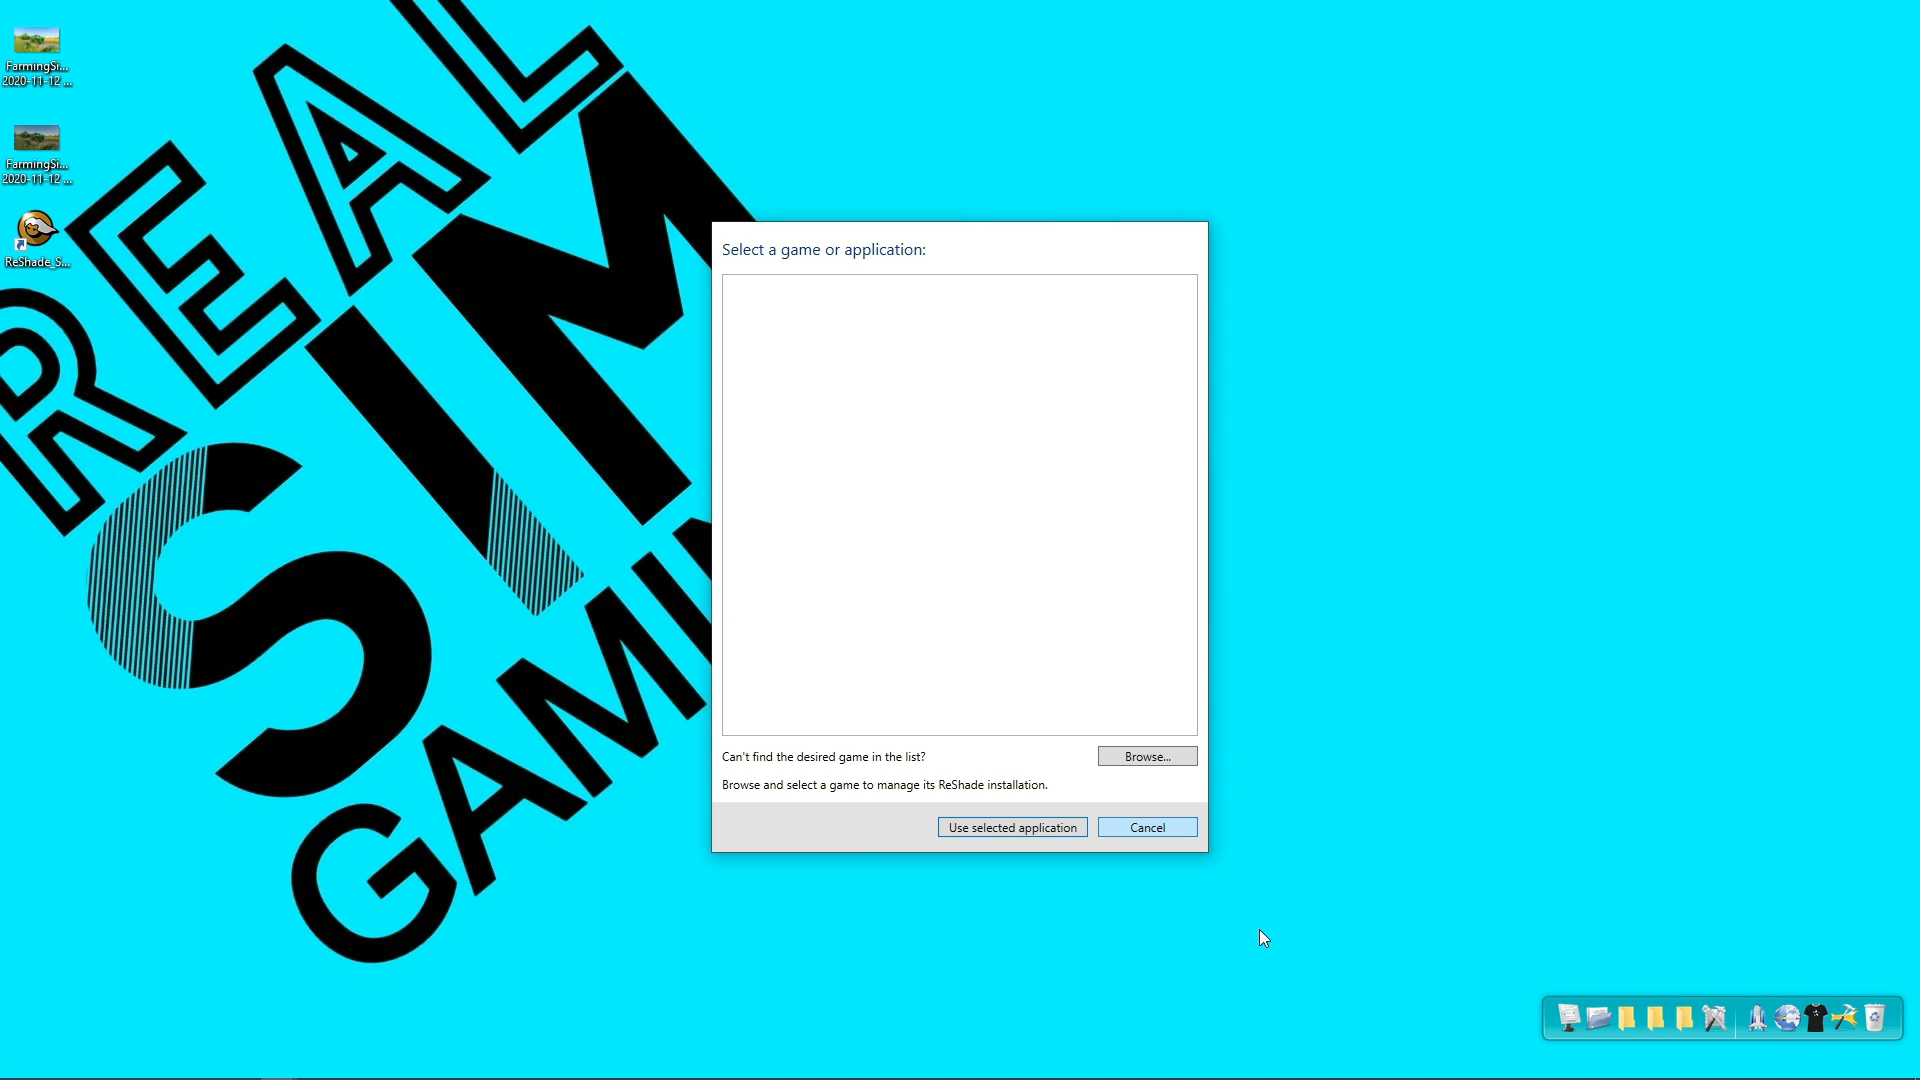 FarmingSi...
2020-11-12 ...
FarmingSi...
2020-11-12 ...
ReShade_S...
REAL
SIM
GAMIN
Select a game or application:
Can't find the desired game in the list?
Browse...
Browse and select a game to manage its ReShade installation.
Use selected application
Cancel